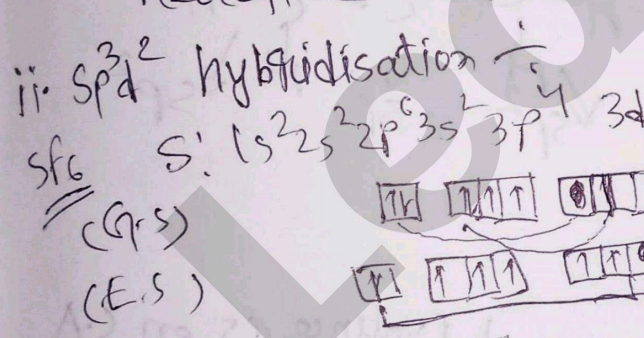 ii. Sp³d² hybridisation
SF6 S: 1s² 2s² 2p⁶ 3s² 3p⁴ 3d
(G.S)
(E.S)